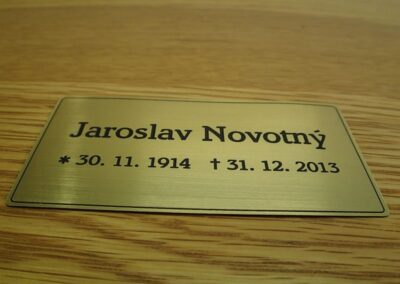 Jaroslav Novotný
* 30. 11. 1914 † 31. 12. 2013